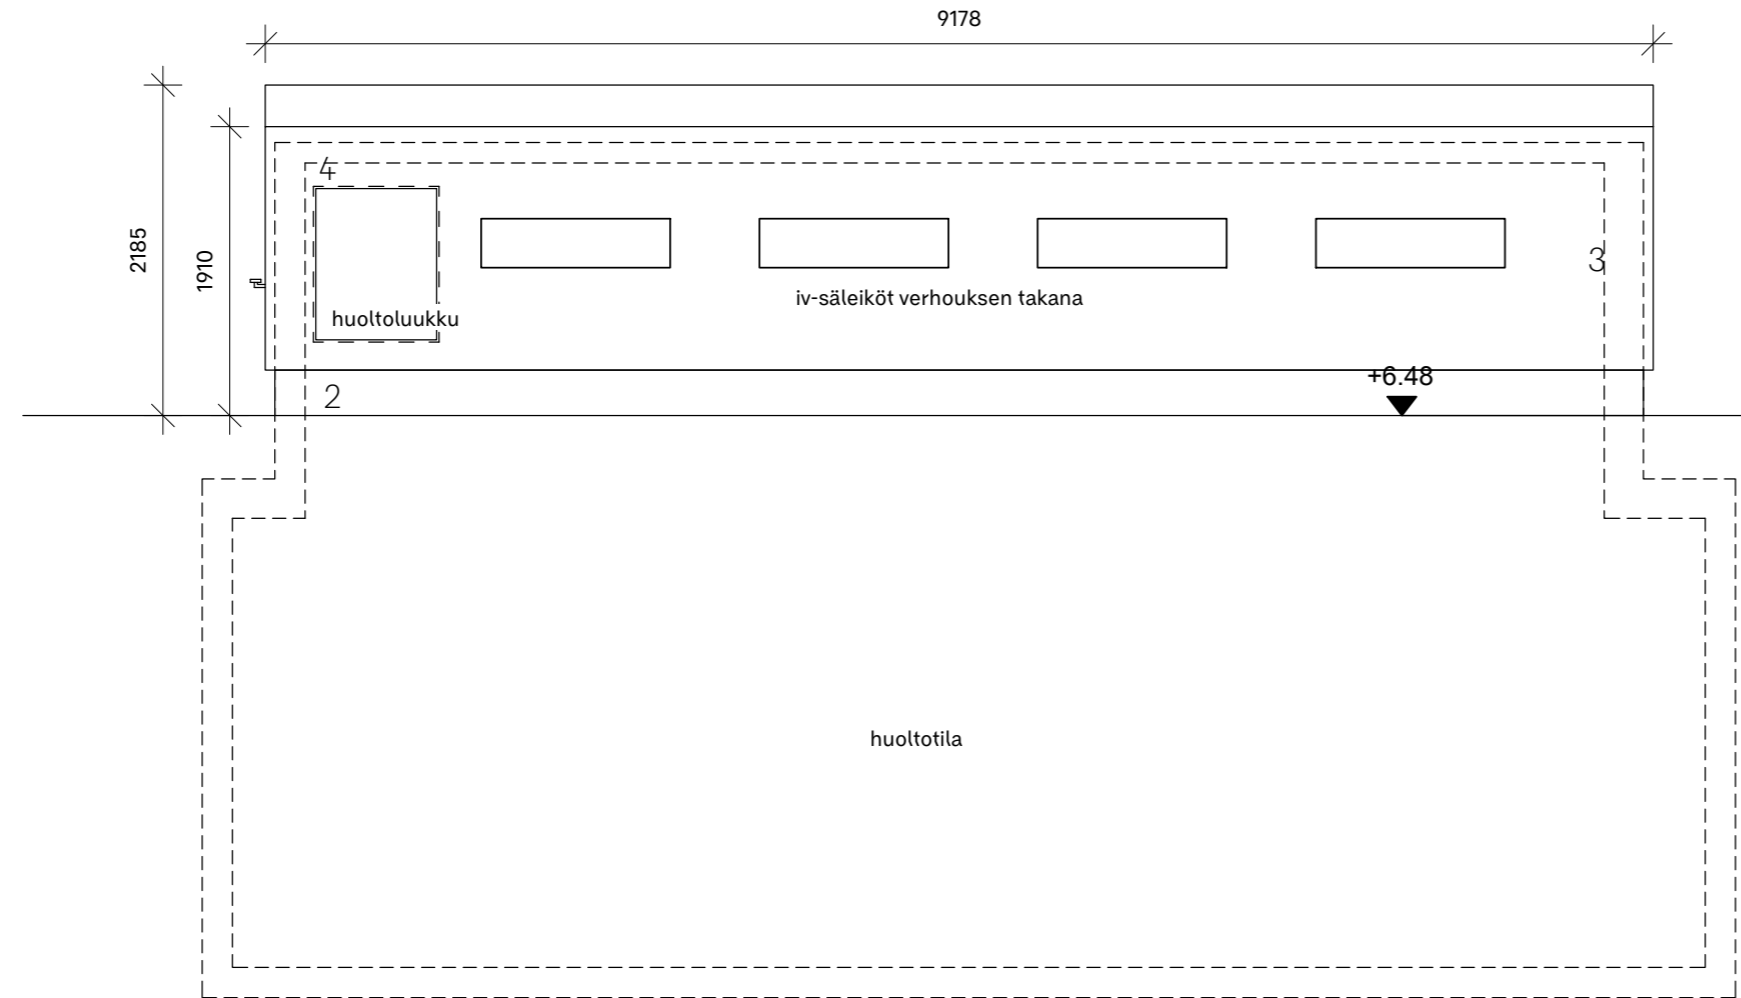 9178
4
2185
1910
3
iv-säleiköt verhouksen takana
huoltoluukku
+6.48
2
huoltotila